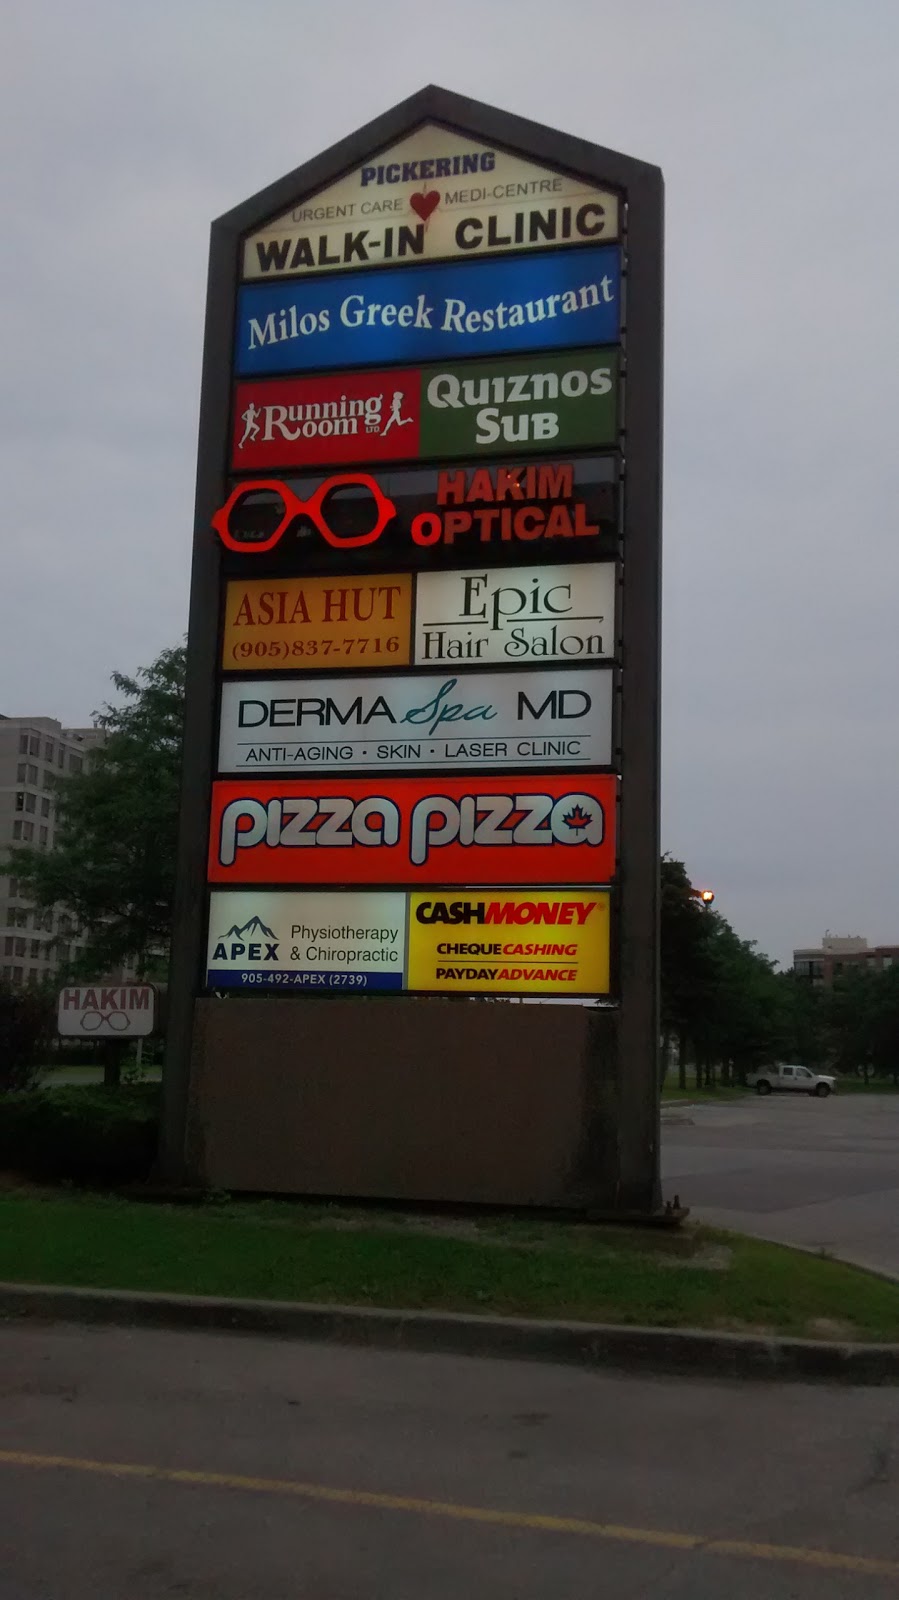 PICKERING
URGENT CARE MEDI-CENTRE
WALK-IN CLINIC
Milos Greek Restaurant
Running
Room LTD
Quiznos
Sub
HAKIM
OPTICAL
ASIA HUT
(905)837-7716
Epic
Hair Salon
DERMA Spa MD
ANTI-AGING · SKIN · LASER CLINIC
pizza pizza
APEX
Physiotherapy
& Chiropractic
905-492-APEX (2739)
CASHMONEY
CHEQUE CASHING
PAYDAY ADVANCE
HAKIM